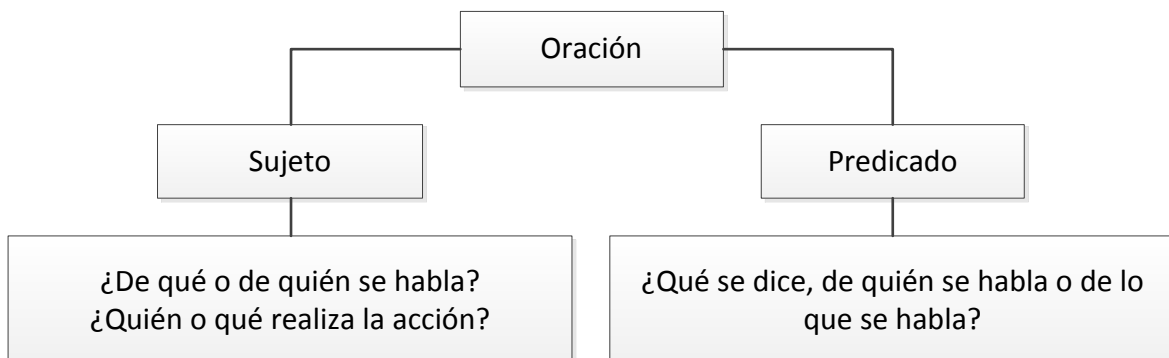 Oración
Sujeto
Predicado
¿De qué o de quién se habla?
¿Quién o qué realiza la acción?
¿Qué se dice, de quién se habla o de lo
que se habla?